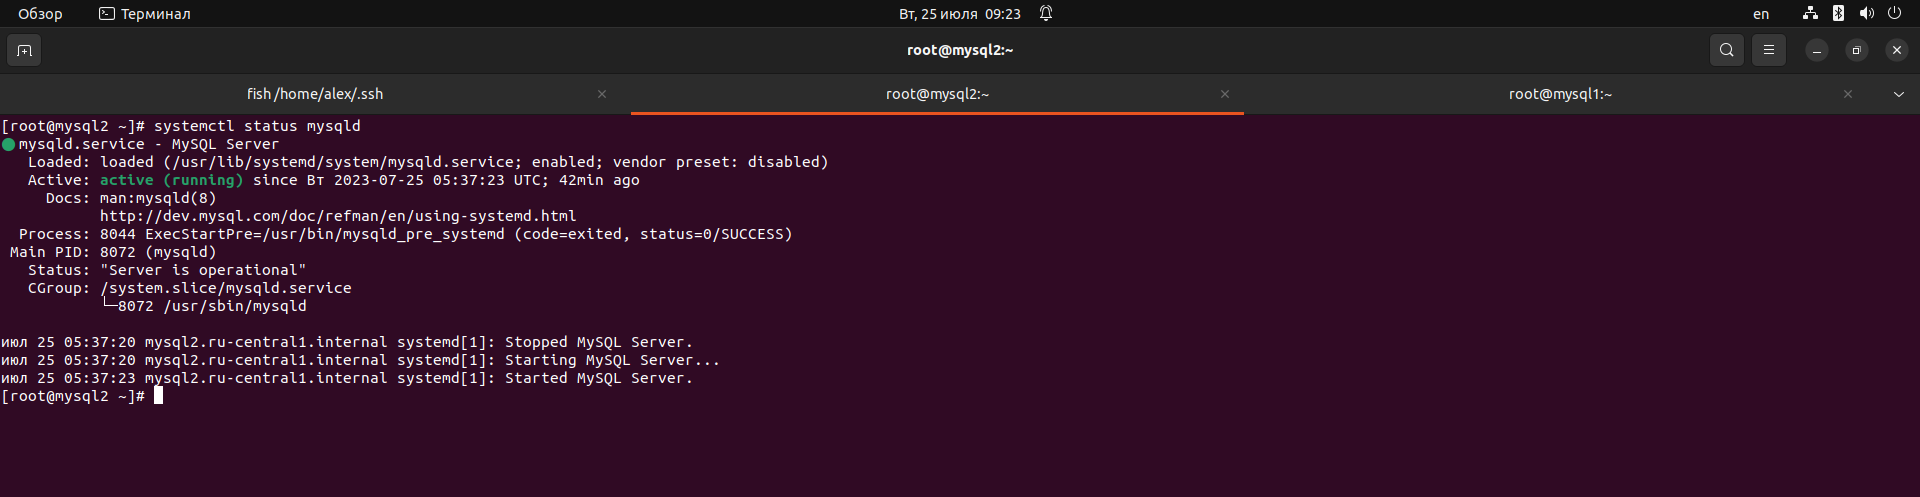 Обзор Терминал Вт, 25 июля 09:23 en
root@mysql2:~
fish /home/alex/.ssh root@mysql2:~ root@mysql1:~
[root@mysql2 ~]# systemctl status mysqld
mysqld.service - MySQL Server
Loaded: loaded (/usr/lib/systemd/system/mysqld.service; enabled; vendor preset: disabled)
Active: active (running) since Вт 2023-07-25 05:37:23 UTC; 42min ago
Docs: man:mysqld(8)
http://dev.mysql.com/doc/refman/en/using-systemd.html
Process: 8044 ExecStartPre=/usr/bin/mysqld_pre_systemd (code=exited, status=0/SUCCESS)
Main PID: 8072 (mysqld)
Status: "Server is operational"
CGroup: /system.slice/mysqld.service
└─8072 /usr/sbin/mysqld
июл 25 05:37:20 mysql2.ru-central1.internal systemd[1]: Stopped MySQL Server.
июл 25 05:37:20 mysql2.ru-central1.internal systemd[1]: Starting MySQL Server...
июл 25 05:37:23 mysql2.ru-central1.internal systemd[1]: Started MySQL Server.
[root@mysql2 ~]#